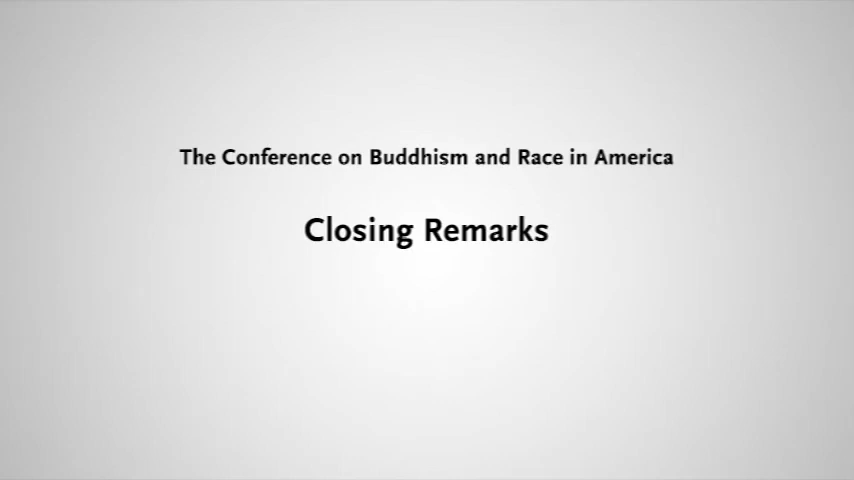 The Conference on Buddhism and Race in America
Closing Remarks